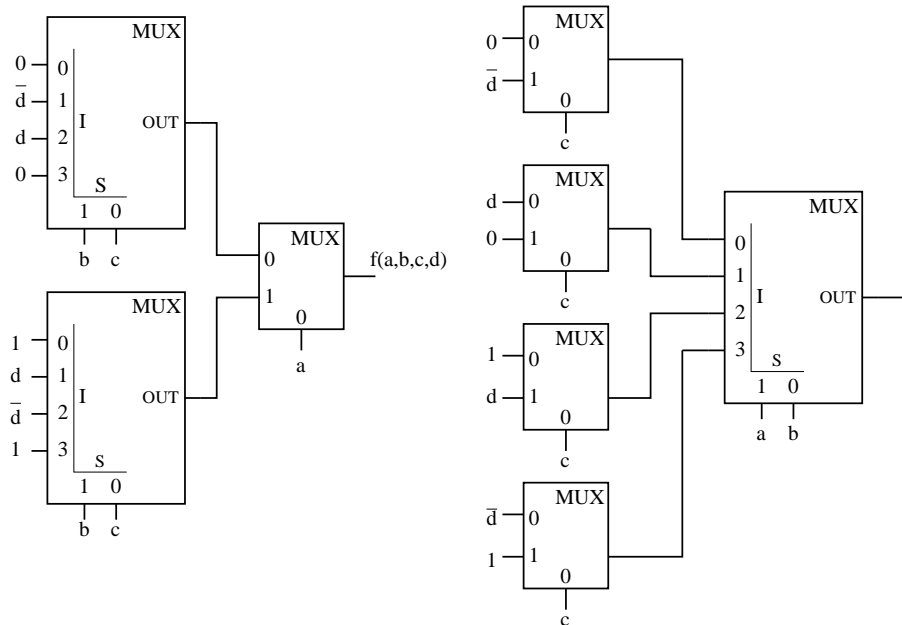 MUX
0 0
d̅ 1
I
d 2
OUT
0 3
S
1 0
b c
MUX
1 0
d 1
I
d̅ 2
OUT
1 3
S
1 0
b c
MUX
0
1
0
a
f(a,b,c,d)
MUX
0 0
d̅ 1
0
c
MUX
d 0
0 1
0
c
MUX
1 0
d 1
0
c
MUX
d̅ 0
1 1
0
c
MUX
0
1
I
2
OUT
3
S
1 0
a b